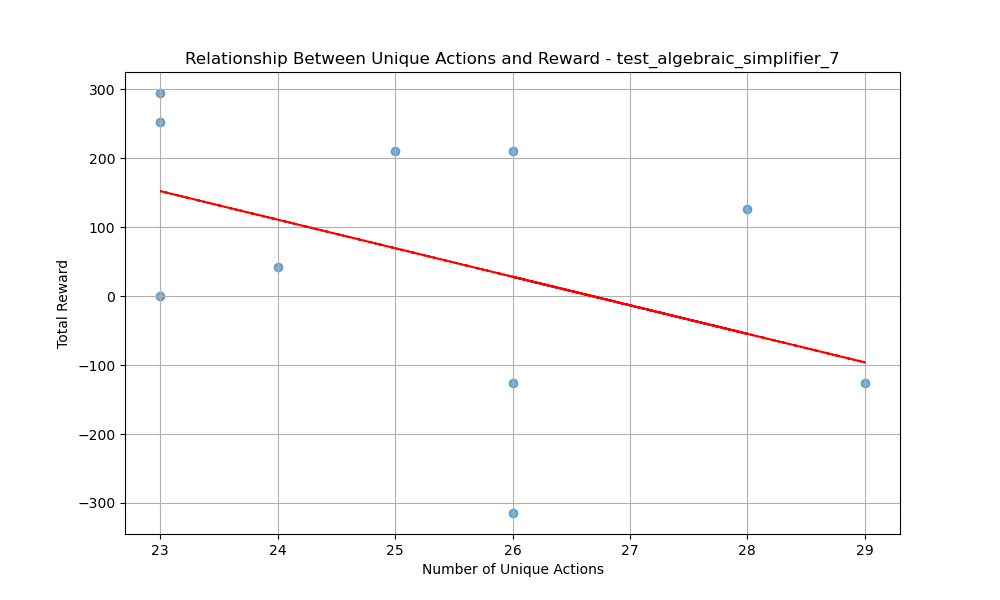 Relationship Between Unique Actions and Reward - test_algebraic_simplifier_7
300
200
100
0
−100
−200
−300
Total Reward
23 24 25 26 27 28 29
Number of Unique Actions